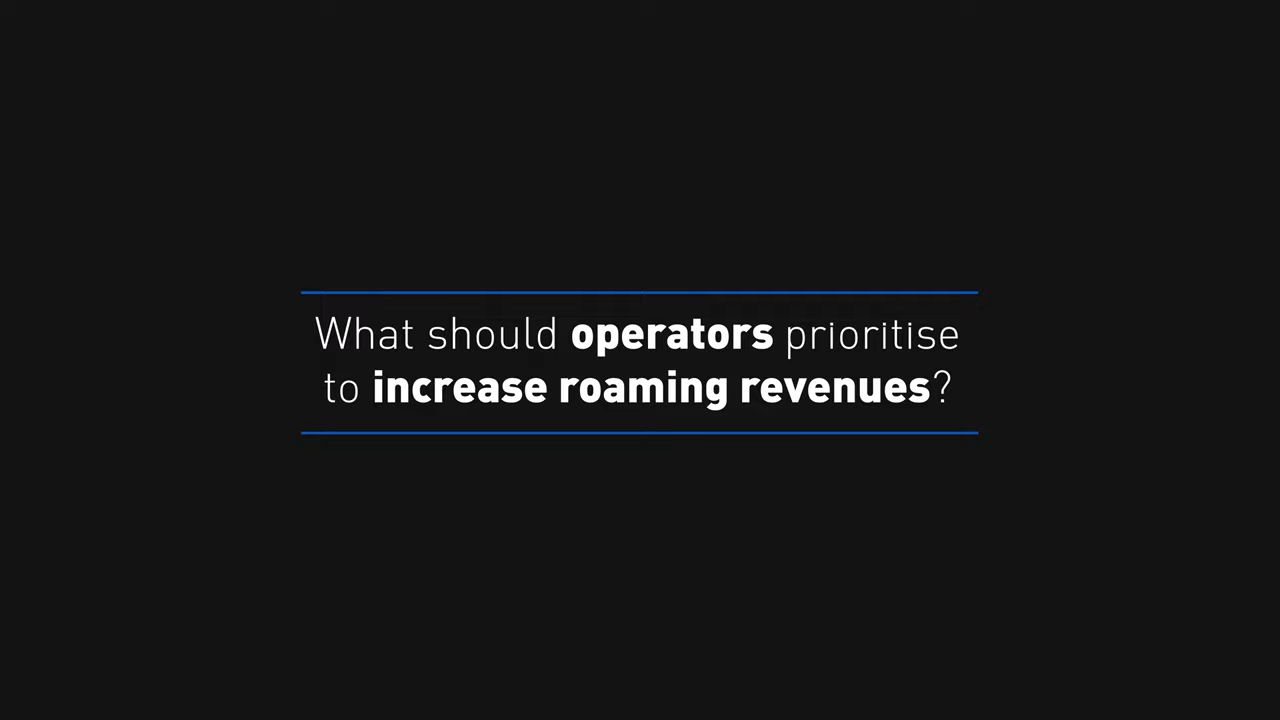 What should operators prioritise
to increase roaming revenues?